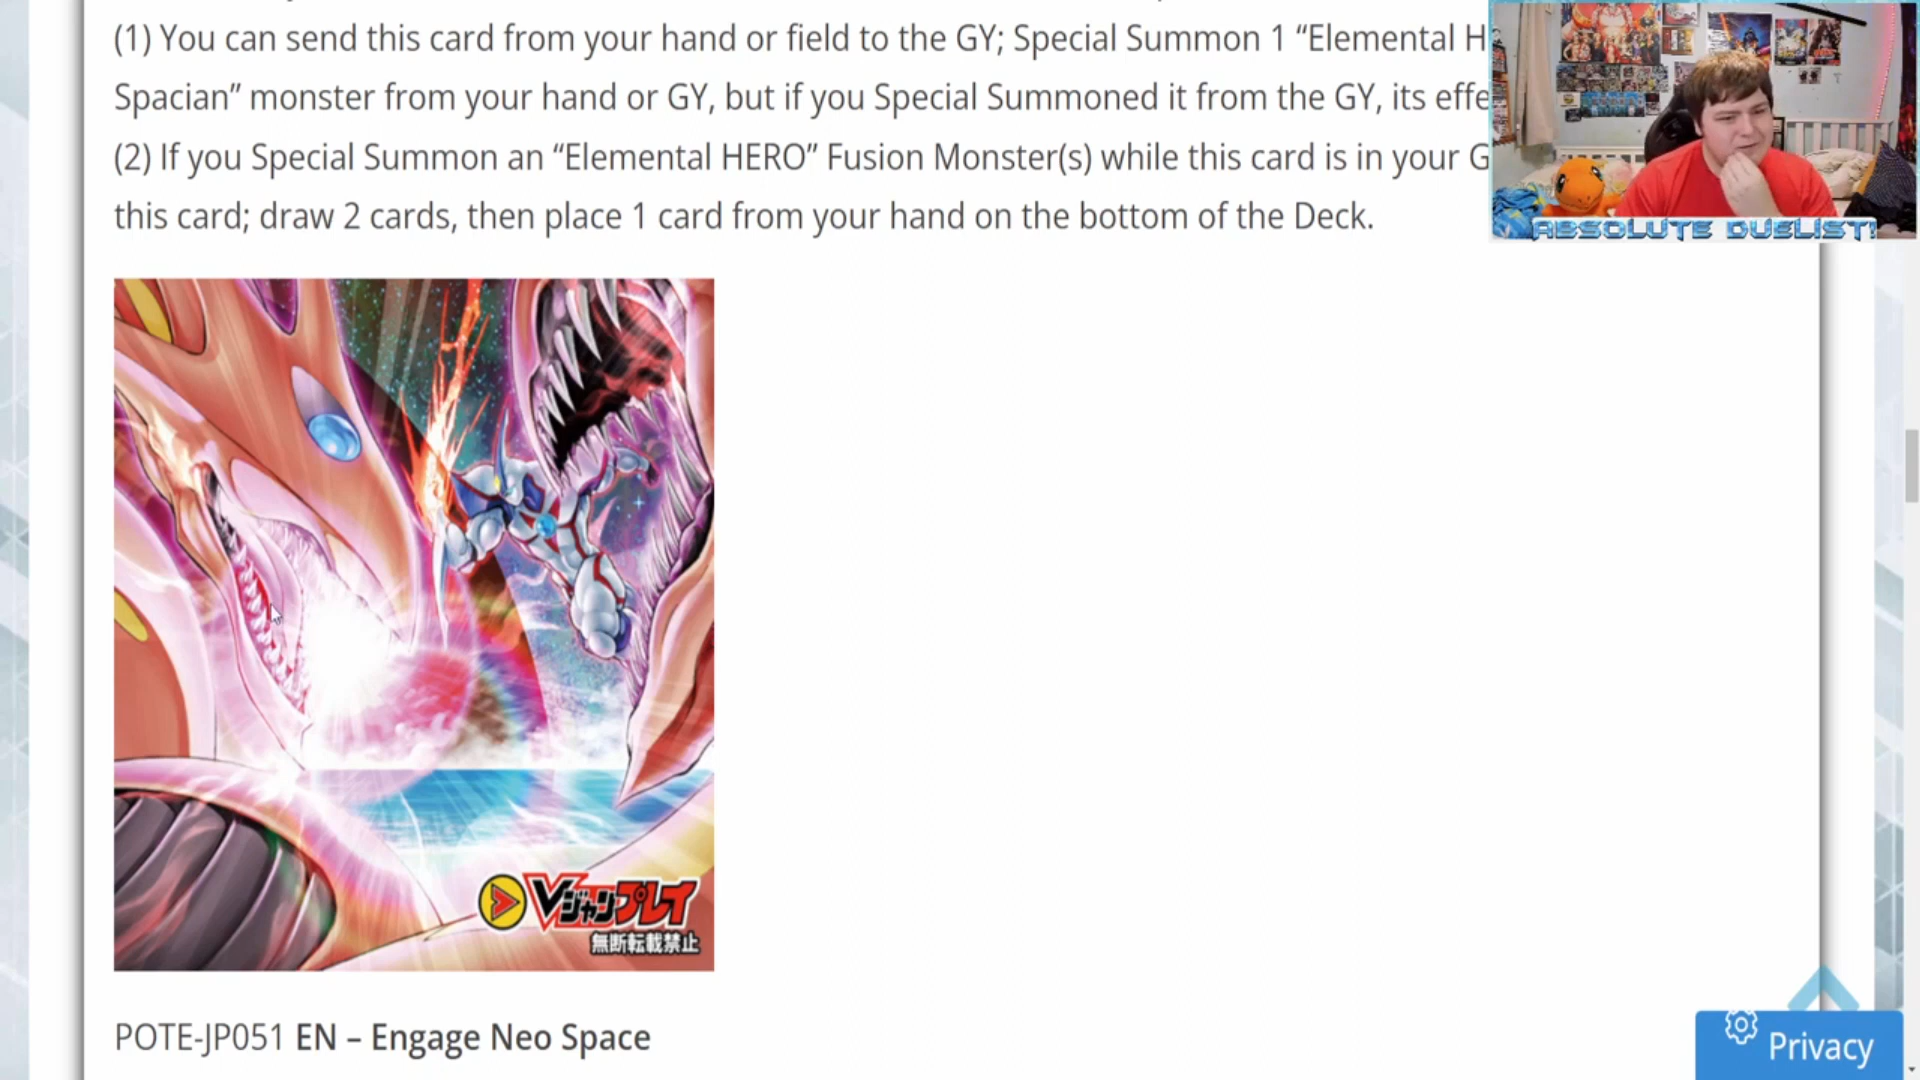 (1) You can send this card from your hand or field to the GY; Special Summon 1 “Elemental H
Spacian” monster from your hand or GY, but if you Special Summoned it from the GY, its effe
(2) If you Special Summon an “Elemental HERO” Fusion Monster(s) while this card is in your G
this card; draw 2 cards, then place 1 card from your hand on the bottom of the Deck.
ABSOLUTE DUELIST!
Vジャンプレイ
無断転載禁止
POTE-JP051 EN – Engage Neo Space
Privacy